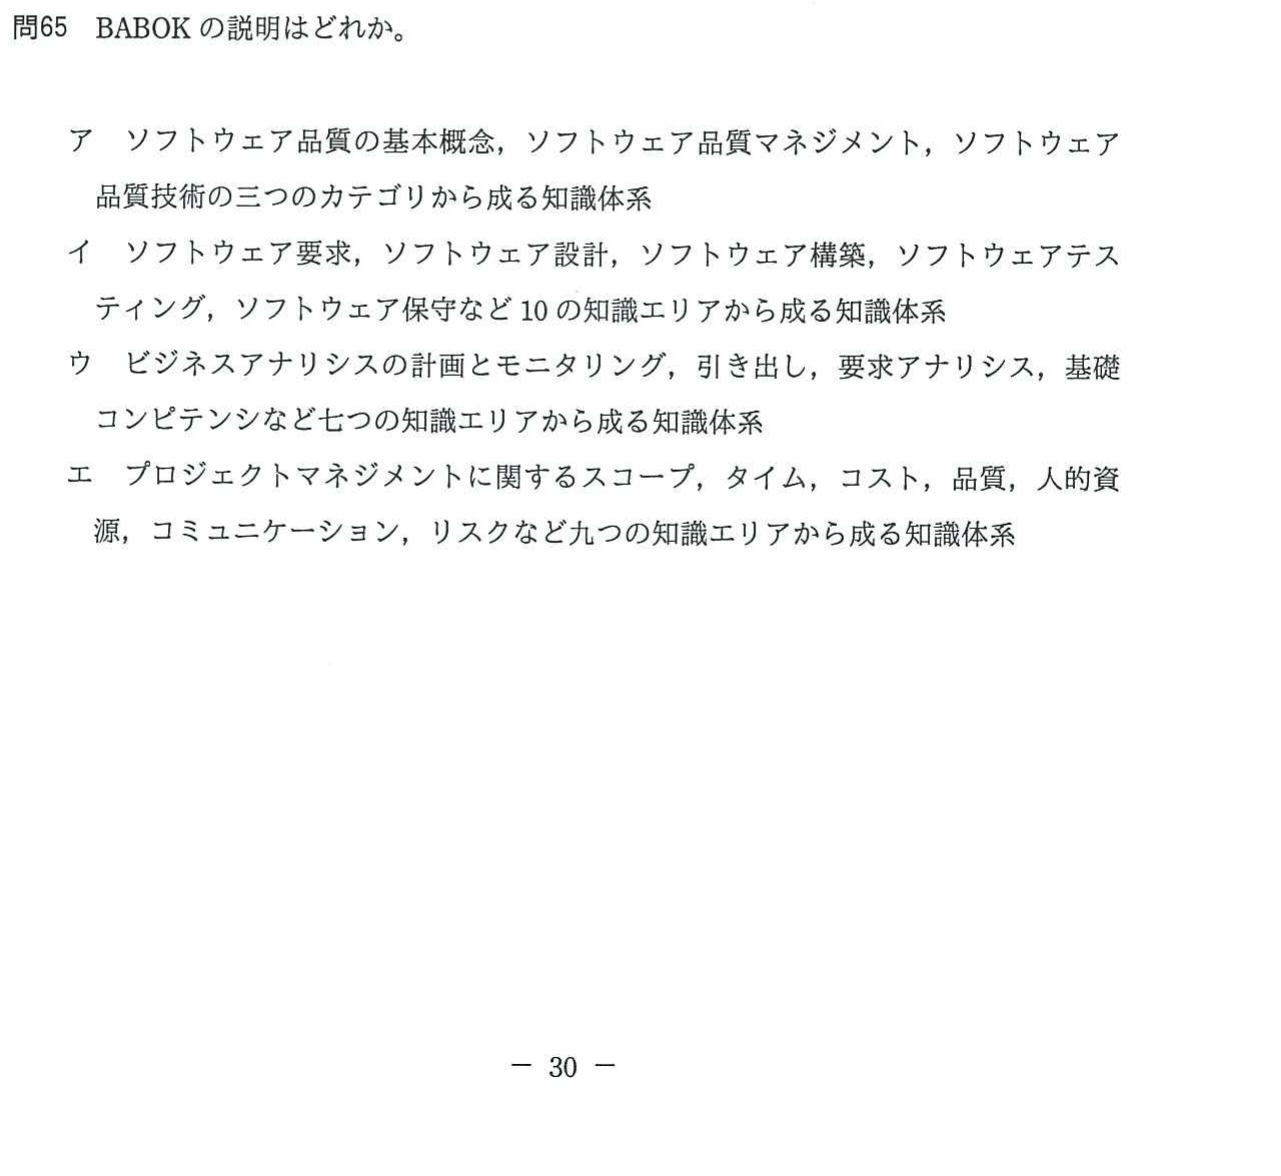 問65 BABOK の説明はどれか。
ア ソフトウェア品質の基本概念，ソフトウェア品質マネジメント，ソフトウェア
品質技術の三つのカテゴリから成る知識体系
イ ソフトウェア要求，ソフトウェア設計，ソフトウェア構築，ソフトウェアテス
ティング，ソフトウェア保守など 10 の知識エリアから成る知識体系
ウ ビジネスアナリシスの計画とモニタリング，引き出し，要求アナリシス，基礎
コンピテンシなど七つの知識エリアから成る知識体系
エ プロジェクトマネジメントに関するスコープ，タイム，コスト，品質，人的資
源，コミュニケーション，リスクなど九つの知識エリアから成る知識体系
－ 30 －